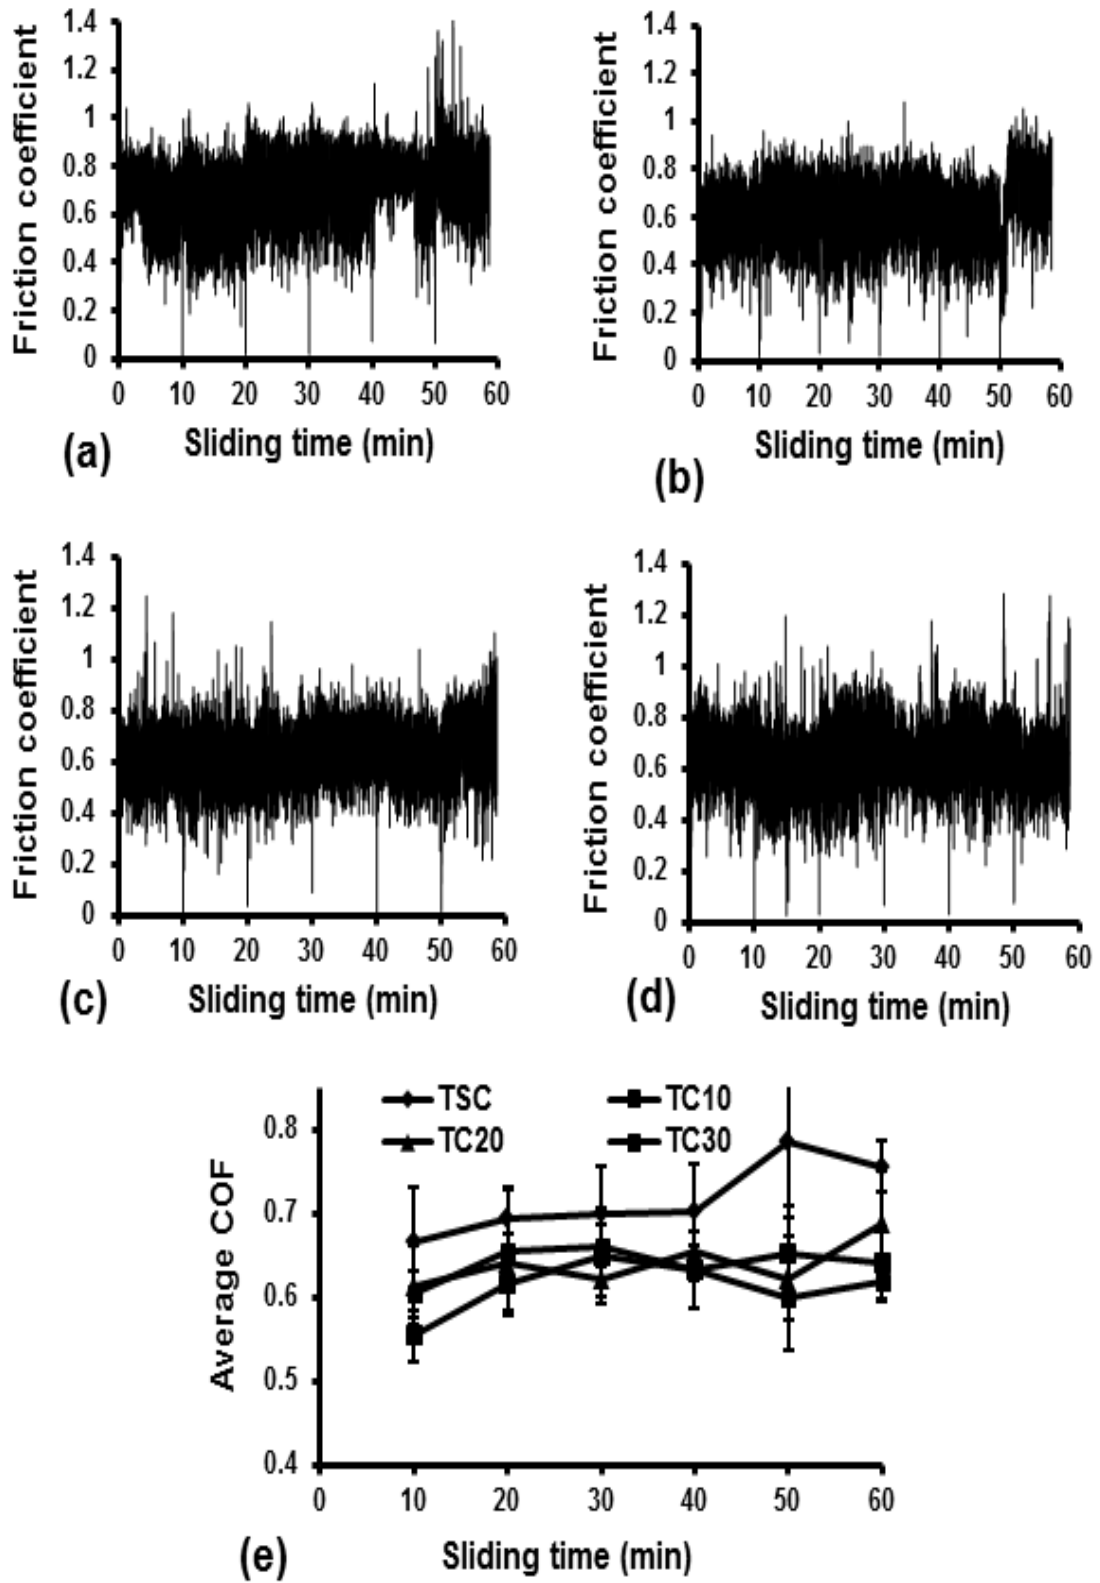 Friction coefficient
1.4
1.2
1
0.8
0.6
0.4
0.2
0
0 10 20 30 40 50 60
Sliding time (min)
(a)
Friction coefficient
1.4
1.2
1
0.8
0.6
0.4
0.2
0
0 10 20 30 40 50 60
Sliding time (min)
(b)
Friction coefficient
1.4
1.2
1
0.8
0.6
0.4
0.2
0
0 10 20 30 40 50 60
Sliding time (min)
(c)
Friction coefficient
1.4
1.2
1
0.8
0.6
0.4
0.2
0
0 10 20 30 40 50 60
Sliding time (min)
(d)
TSC TC10
TC20 TC30
Average COF
0.8
0.7
0.6
0.5
0.4
0 10 20 30 40 50 60
Sliding time (min)
(e)